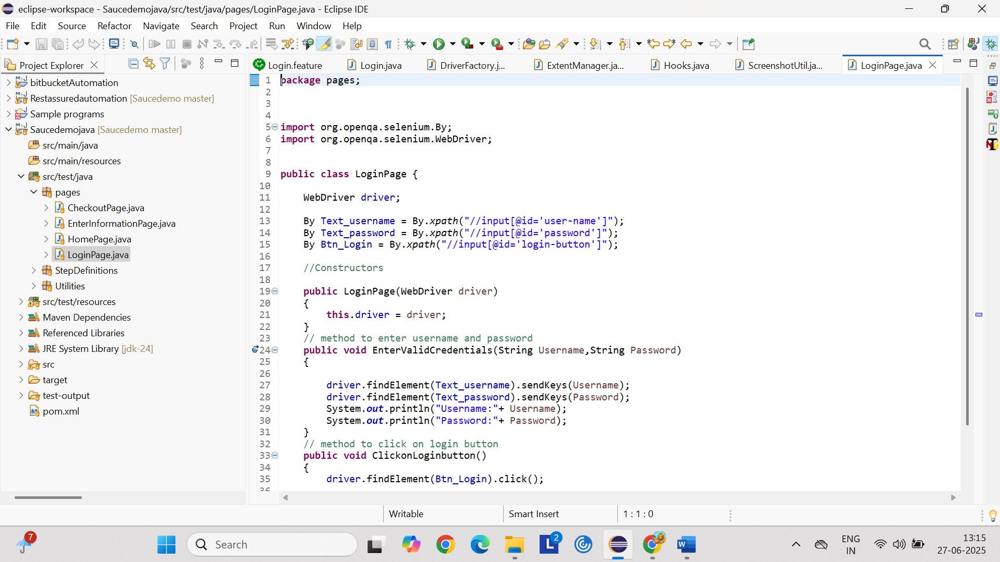 eclipse-workspace - Saucedemojava/src/test/java/pages/LoginPage.java - Eclipse IDE
File Edit Source Refactor Navigate Search Project Run Window Help
Project Explorer
Login.feature Login.java DriverFactory.j... ExtentManager.ja... Hooks.java ScreenshotUtil.ja... LoginPage.java
bitbucketAutomation
Restassuredautomation [Saucedemo master]
Sample programs
Saucedemojava [Saucedemo master]
src/main/java
src/main/resources
src/test/java
pages
CheckoutPage.java
EnterInformationPage.java
HomePage.java
LoginPage.java
StepDefinitions
Utilities
src/test/resources
Maven Dependencies
Referenced Libraries
JRE System Library [jdk-24]
src
target
test-output
pom.xml
1 package pages;
2
3
4
5 import org.openqa.selenium.By;
6 import org.openqa.selenium.WebDriver;
7
8
9 public class LoginPage {
10
11 WebDriver driver;
12
13 By Text_username = By.xpath("//input[@id='user-name']");
14 By Text_password = By.xpath("//input[@id='password']");
15 By Btn_Login = By.xpath("//input[@id='login-button']");
16
17 //Constructors
18
19 public LoginPage(WebDriver driver)
20 {
21 this.driver = driver;
22 }
23 // method to enter username and password
24 public void EnterValidCredentials(String Username,String Password)
25 {
26
27 driver.findElement(Text_username).sendKeys(Username);
28 driver.findElement(Text_password).sendKeys(Password);
29 System.out.println("Username:"+ Username);
30 System.out.println("Password:"+ Password);
31 }
32 // method to click on login button
33 public void ClickonLoginbutton()
34 {
35 driver.findElement(Btn_Login).click();
36
Writable Smart Insert 1 : 1 : 0
7 Search 2 ENG
IN
13:15
27-06-2025